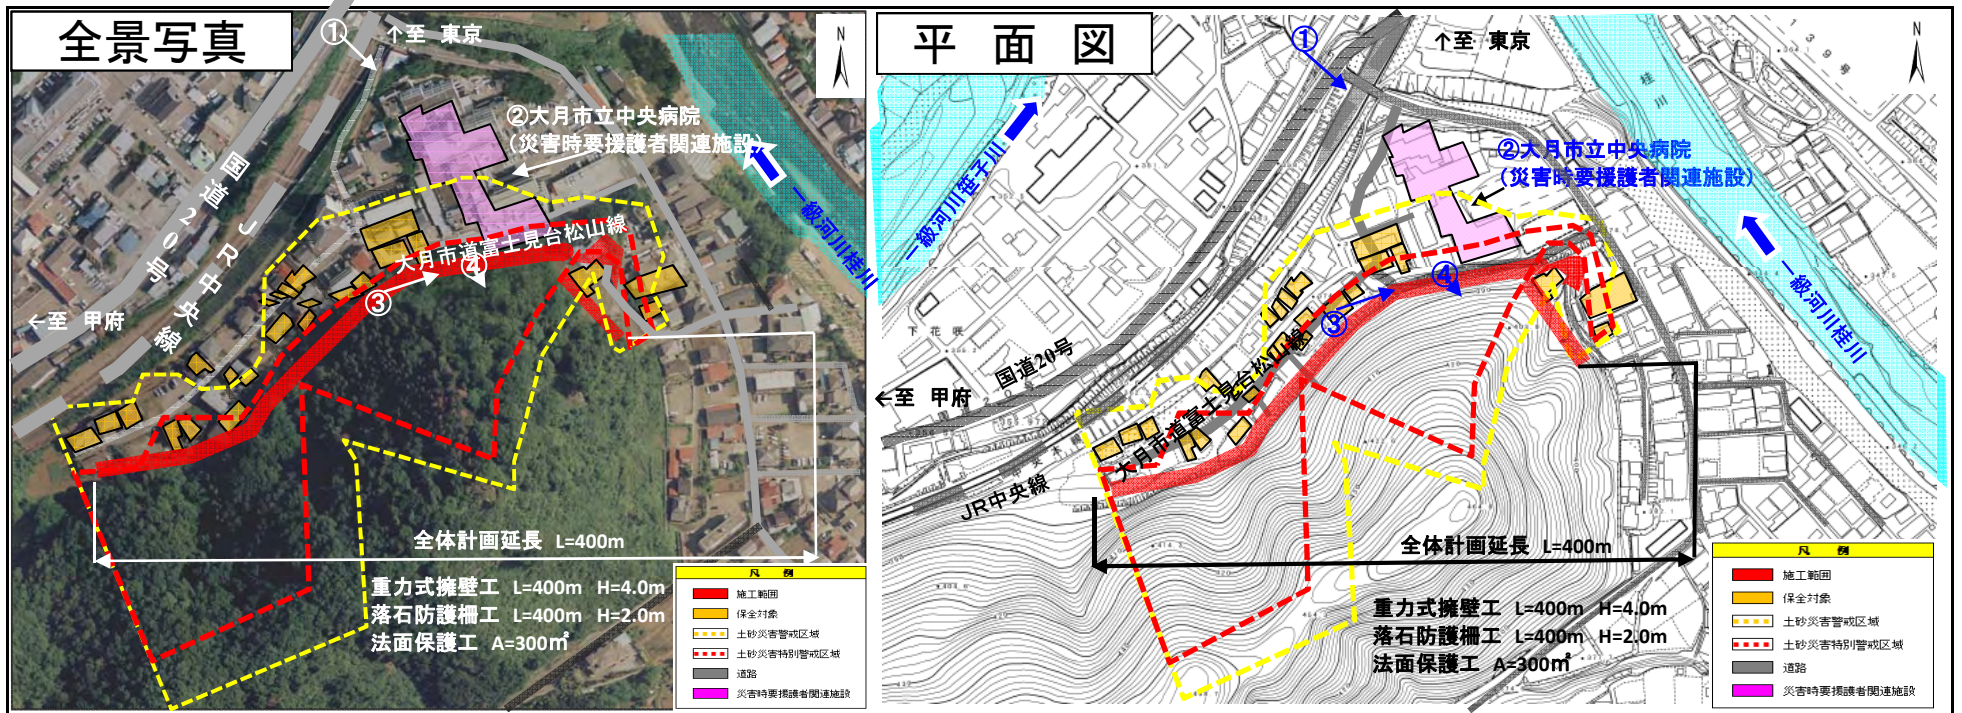 全景写真
①
↑至 東京
N
②大月市立中央病院
(災害時要援護者関連施設)
国道20号
JR中央線
一級河川桂川
大月市道富士見台松山線
③
④
←至 甲府
全体計画延長 L=400m
重力式擁壁工 L=400m H=4.0m
落石防護柵工 L=400m H=2.0m
法面保護工 A=300㎡
凡 例
施工範囲
保全対象
土砂災害警戒区域
土砂災害特別警戒区域
道路
災害時要援護者関連施設
平面図
①
↑至 東京
N
桂川
②大月市立中央病院
(災害時要援護者関連施設)
一級河川笹子川
一級河川桂川
④
③
下花咲
国道20号
←至 甲府
大月市道富士見台松山線
JR中央線
全体計画延長 L=400m
重力式擁壁工 L=400m H=4.0m
落石防護柵工 L=400m H=2.0m
法面保護工 A=300㎡
凡 例
施工範囲
保全対象
土砂災害警戒区域
土砂災害特別警戒区域
道路
災害時要援護者関連施設